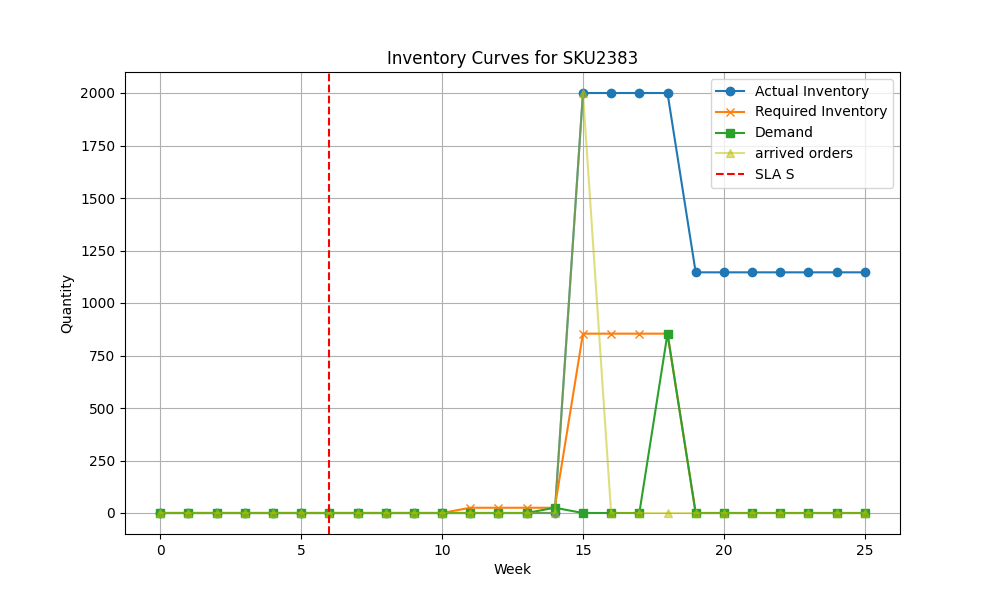 Inventory Curves for SKU2383
Actual Inventory
Required Inventory
Demand
arrived orders
SLA S
2000
1750
1500
1250
1000
750
500
250
0
Quantity
0 5 10 15 20 25
Week